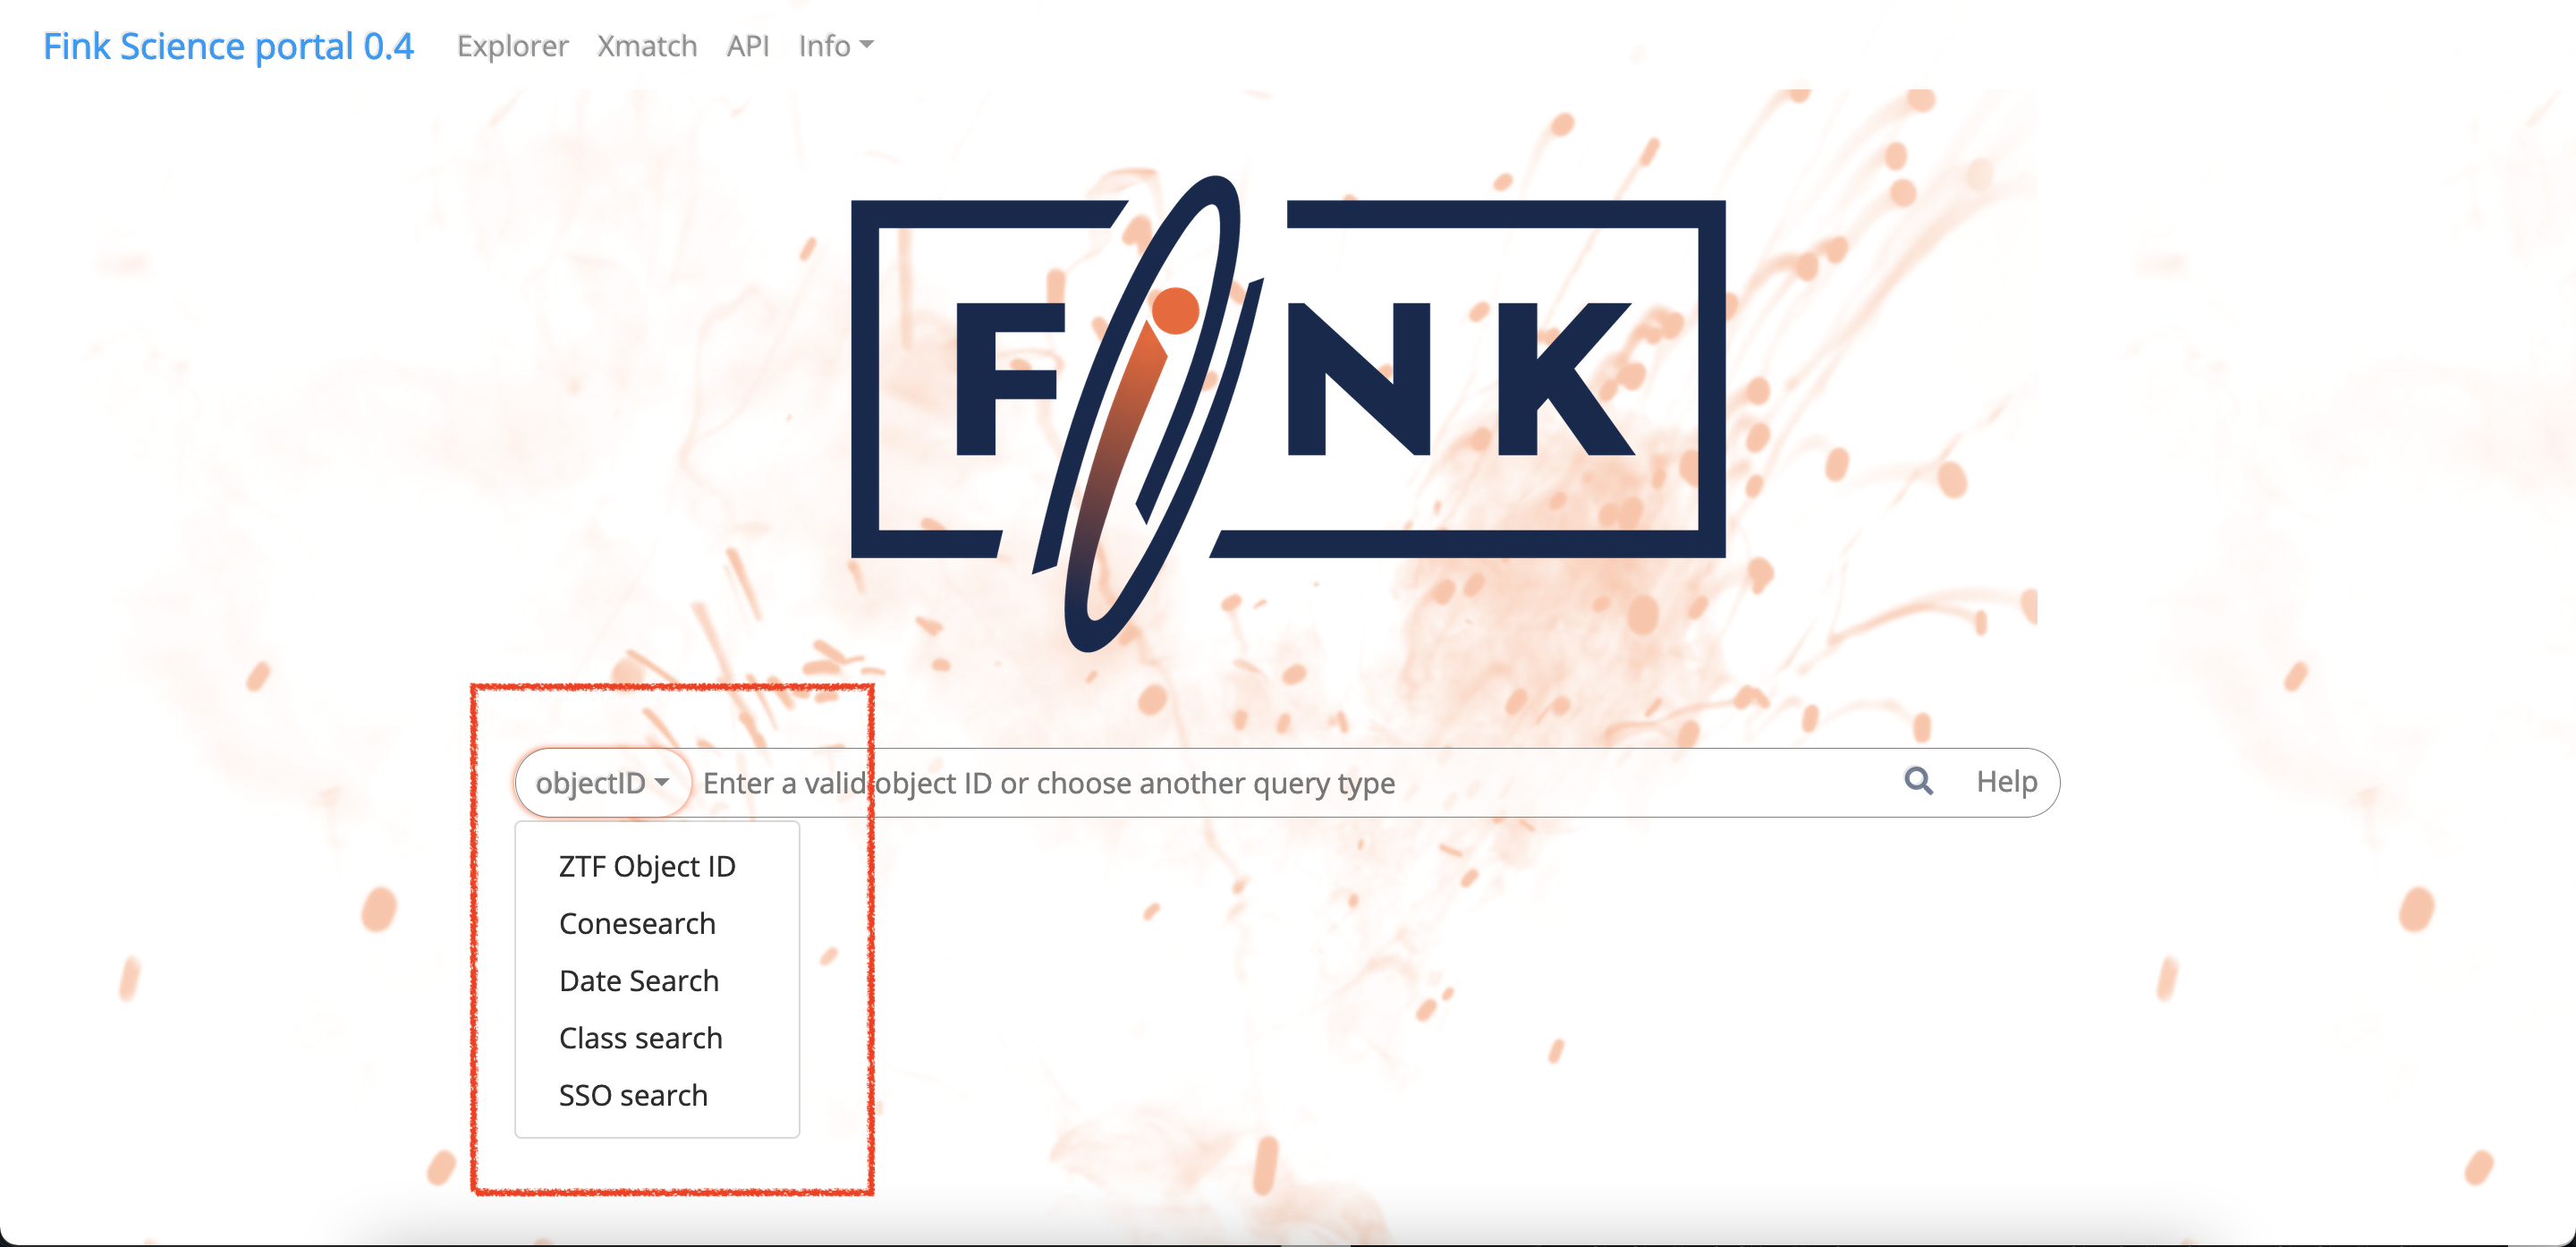 Fink Science portal 0.4 Explorer Xmatch API Info
FiNK
objectID Enter a valid object ID or choose another query type Help
ZTF Object ID
Conesearch
Date Search
Class search
SSO search